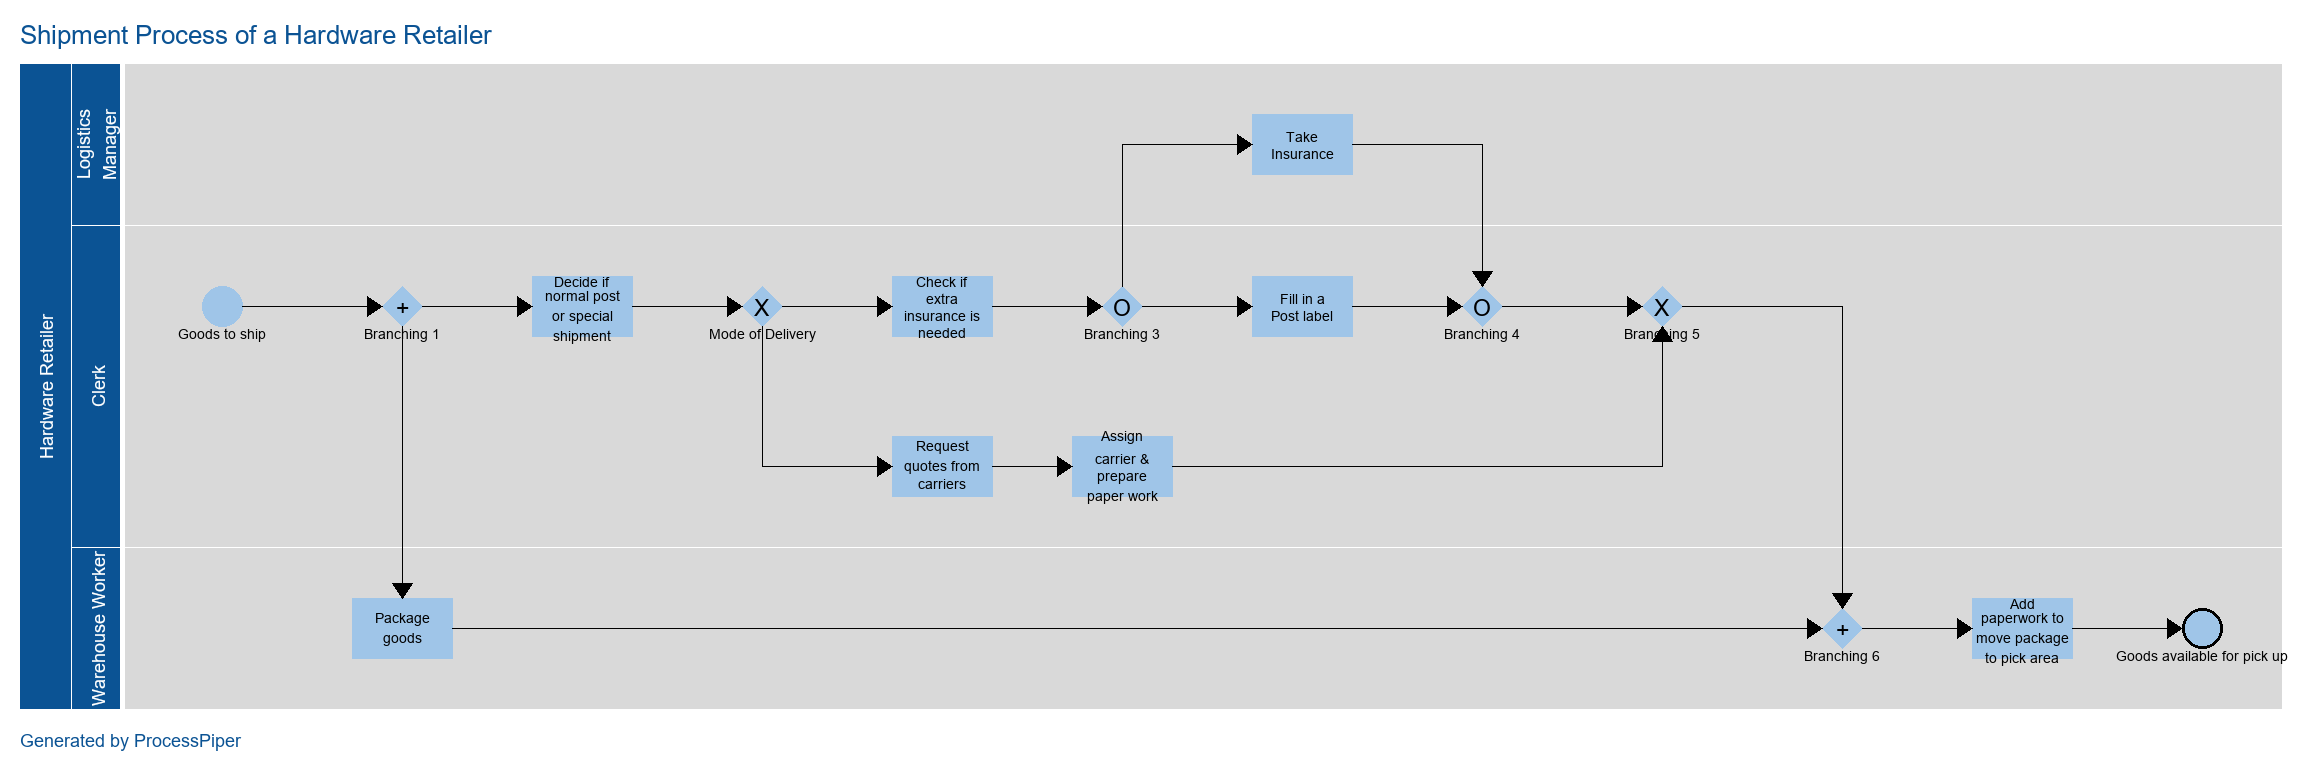 Shipment Process of a Hardware Retailer
Hardware Retailer
Logistics
Manager
Take
Insurance
Clerk
Goods to ship
+
Branching 1
Decide if
normal post
or special
shipment
X
Mode of Delivery
Check if
extra
insurance is
needed
O
Branching 3
Fill in a
Post label
O
Branching 4
X
Branching 5
Request
quotes from
carriers
Assign
carrier &
prepare
paper work
Warehouse Worker
Package
goods
+
Branching 6
Add
paperwork to
move package
to pick area
Goods available for pick up
Generated by ProcessPiper